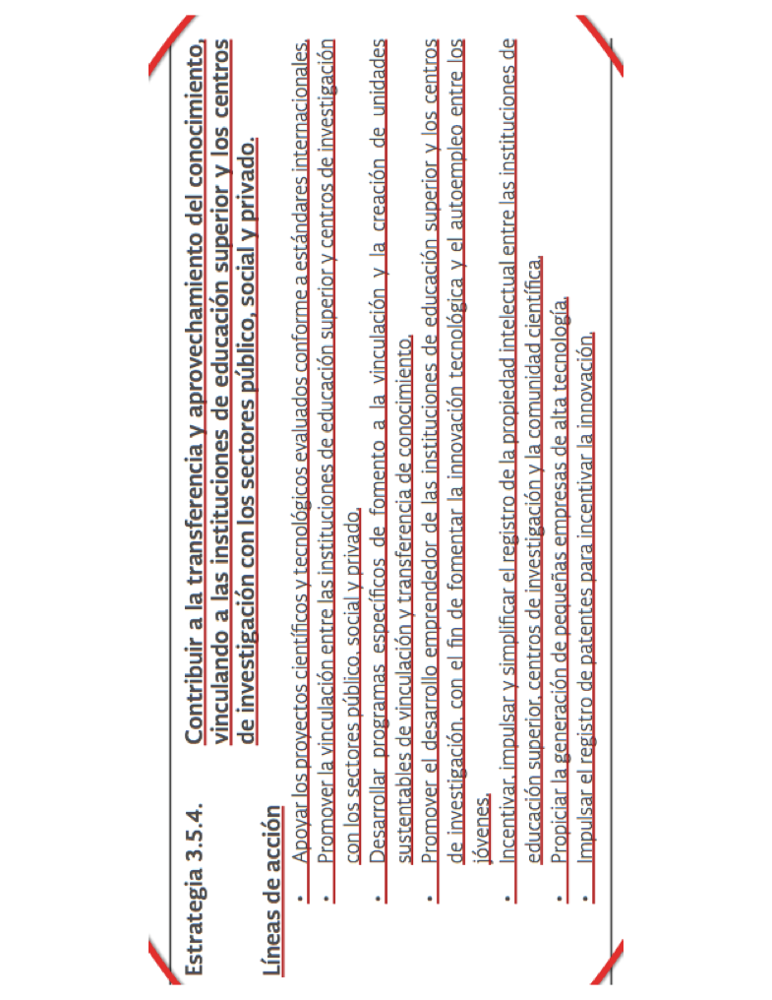 Estrategia 3.5.4. Contribuir a la transferencia y aprovechamiento del conocimiento,
vinculando a las instituciones de educación superior y los centros
de investigación con los sectores público, social y privado.
Líneas de acción
• Apoyar los proyectos científicos y tecnológicos evaluados conforme a estándares internacionales.
• Promover la vinculación entre las instituciones de educación superior y centros de investigación
con los sectores público, social y privado.
• Desarrollar programas específicos de fomento a la vinculación y la creación de unidades
sustentables de vinculación y transferencia de conocimiento.
• Promover el desarrollo emprendedor de las instituciones de educación superior y los centros
de investigación, con el fin de fomentar la innovación tecnológica y el autoempleo entre los
jóvenes.
• Incentivar, impulsar y simplificar el registro de la propiedad intelectual entre las instituciones de
educación superior, centros de investigación y la comunidad científica.
• Propiciar la generación de pequeñas empresas de alta tecnología.
• Impulsar el registro de patentes para incentivar la innovación.